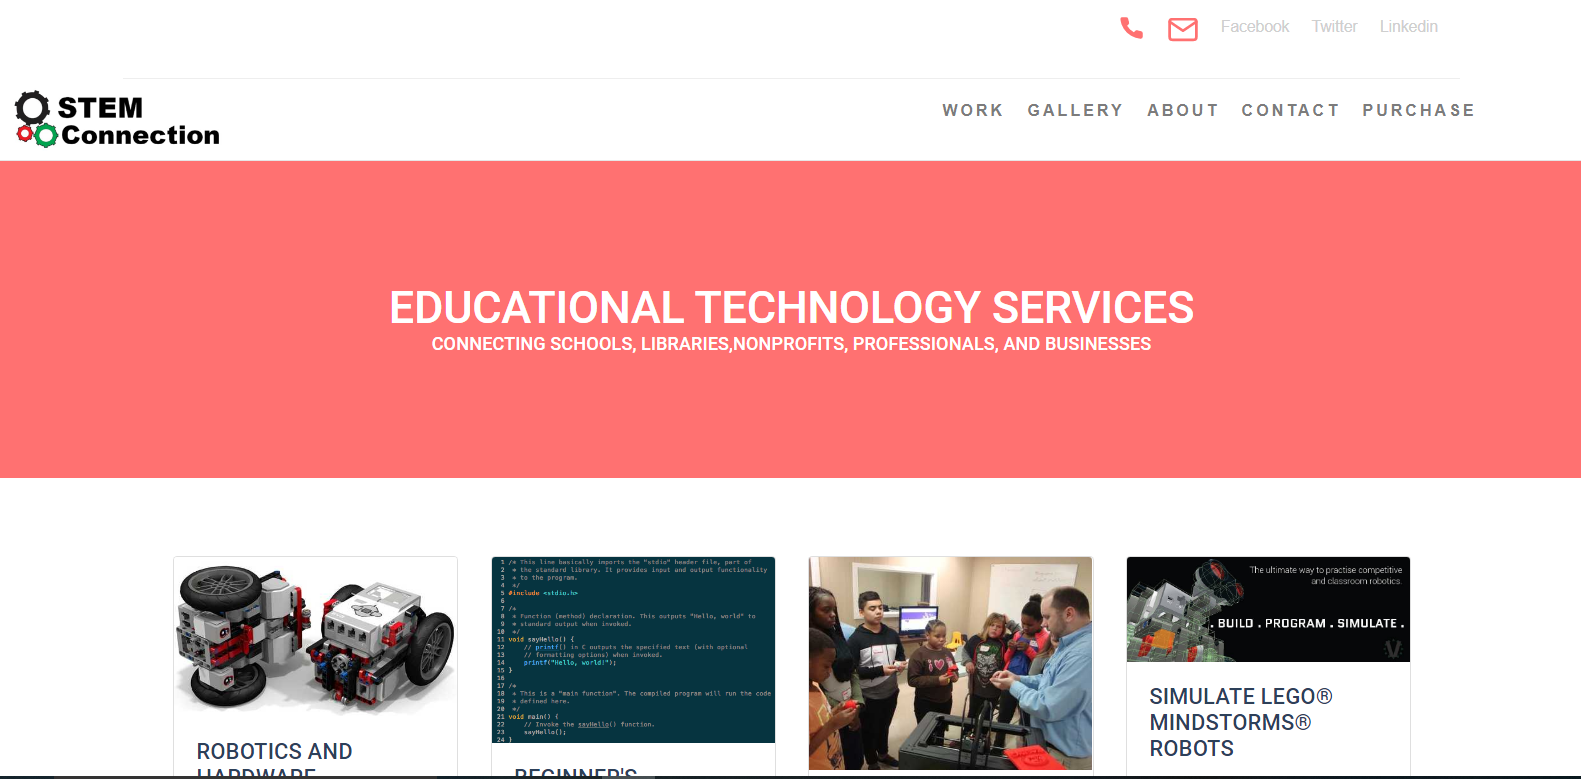 Facebook Twitter Linkedin
STEM
Connection
WORK GALLERY ABOUT CONTACT PURCHASE
EDUCATIONAL TECHNOLOGY SERVICES
CONNECTING SCHOOLS, LIBRARIES,NONPROFITS, PROFESSIONALS, AND BUSINESSES
ROBOTICS AND
HARDWARE
1 /* This line basically imports the "stdio" header file, part of
2 * the standard library. It provides input and output functionality
3 * to the program.
4 */
5 #include <stdio.h>
6
7 /*
8 * Function (method) declaration. This outputs "Hello, world" to
9 * standard output when invoked.
10 */
11 void sayHello() {
12 // printf() in C outputs the specified text (with optional
13 // formatting options) when invoked.
14 printf("Hello, world!");
15 }
16
17 /*
18 * This is a "main function". The compiled program will run the code
19 * defined here.
20 */
21 void main() {
22 // Invoke the sayHello() function.
23 sayHello();
24 }
BEGINNER'S
The ultimate way to practise competitive
and classroom robotics.
. BUILD . PROGRAM . SIMULATE .
SIMULATE LEGO®
MINDSTORMS®
ROBOTS